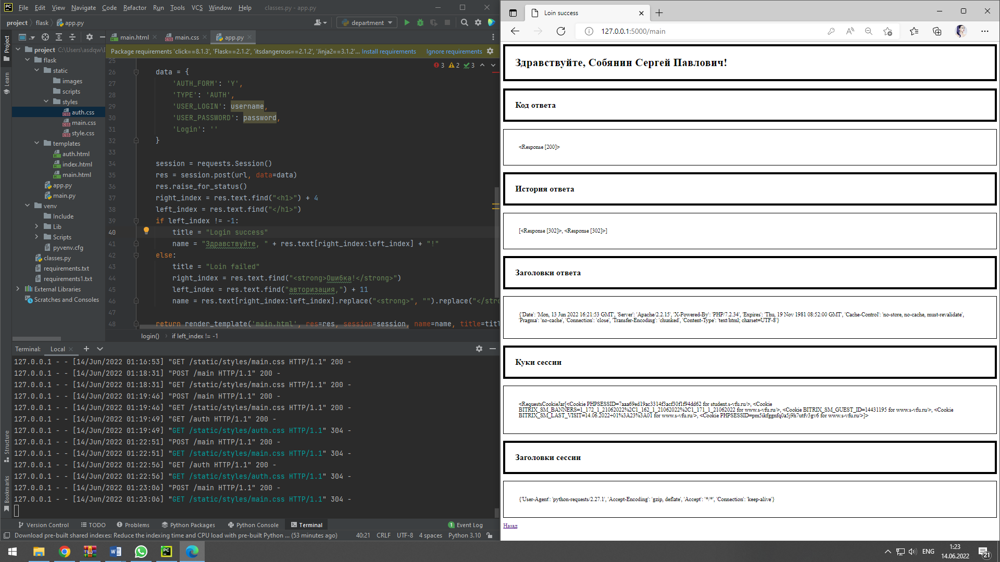 File Edit View Navigate Code Refactor Run Tools VCS Window Help classes.py - app.py
project flask app.py
department
main.html main.css app.py
Project
Learn
Structure
Bookmarks
project C:\Users\asdqw\
flask
static
images
scripts
styles
auth.css
main.css
style.css
templates
auth.html
index.html
main.html
app.py
main.py
venv
Include
Lib
Scripts
pyvenv.cfg
classes.py
requirements.txt
requirements1.txt
External Libraries
Scratches and Consoles
Package requirements 'click==8.1.3', 'Flask==2.1.2', 'itsdangerous==2.1.2', 'Jinja2==3.1.2'... Install requirements Ignore requirements
3 2 3
25
26 data = {
27 'AUTH_FORM': 'Y',
28 'TYPE': 'AUTH',
29 'USER_LOGIN': username,
30 'USER_PASSWORD': password,
31 'Login': ''
32 }
33
34 session = requests.Session()
35 res = session.post(url, data=data)
36 res.raise_for_status()
37 right_index = res.text.find("<h1>") + 4
38 left_index = res.text.find("</h1>")
39 if left_index != -1:
40 title = "Login success"
41 name = "Здравствуйте, " + res.text[right_index:left_index] + "!"
42 else:
43 title = "Loin failed"
44 right_index = res.text.find("<strong>Ошибка!</strong>")
45 left_index = res.text.find("авторизация,") + 11
46 name = res.text[right_index:left_index].replace("<strong>", "").replace("</stro
47
48 return render_template('main.html', res=res, session=session, name=name, title=titl
login() if left_index != -1
Terminal: Local
127.0.0.1 - - [14/Jun/2022 01:16:53] "GET /static/styles/main.css HTTP/1.1" 200 -
127.0.0.1 - - [14/Jun/2022 01:18:31] "POST /main HTTP/1.1" 200 -
127.0.0.1 - - [14/Jun/2022 01:18:31] "GET /static/styles/main.css HTTP/1.1" 200 -
127.0.0.1 - - [14/Jun/2022 01:19:46] "POST /main HTTP/1.1" 200 -
127.0.0.1 - - [14/Jun/2022 01:19:46] "GET /static/styles/main.css HTTP/1.1" 200 -
127.0.0.1 - - [14/Jun/2022 01:19:49] "GET /auth HTTP/1.1" 200 -
127.0.0.1 - - [14/Jun/2022 01:19:49] "GET /static/styles/auth.css HTTP/1.1" 304 -
127.0.0.1 - - [14/Jun/2022 01:22:51] "POST /main HTTP/1.1" 200 -
127.0.0.1 - - [14/Jun/2022 01:22:51] "GET /static/styles/main.css HTTP/1.1" 304 -
127.0.0.1 - - [14/Jun/2022 01:22:56] "GET /auth HTTP/1.1" 200 -
127.0.0.1 - - [14/Jun/2022 01:22:56] "GET /static/styles/auth.css HTTP/1.1" 304 -
127.0.0.1 - - [14/Jun/2022 01:23:06] "POST /main HTTP/1.1" 200 -
127.0.0.1 - - [14/Jun/2022 01:23:06] "GET /static/styles/main.css HTTP/1.1" 304 -
Version Control TODO Problems Python Packages Python Console Terminal 1 Event Log
Download pre-built shared indexes: Reduce the indexing time and CPU load with pre-built Python ... (53 minutes ago) 40:21 CRLF UTF-8 4 spaces Python 3.10
Loin success
127.0.0.1:5000/main
Здравствуйте, Собянин Сергей Павлович!
Код ответа
<Response [200]>
История ответа
[<Response [302]>, <Response [302]>]
Заголовки ответа
{'Date': 'Mon, 13 Jun 2022 16:21:53 GMT', 'Server': 'Apache/2.2.15', 'X-Powered-By': 'PHP/7.2.34', 'Expires': 'Thu, 19 Nov 1981 08:52:00 GMT', 'Cache-Control': 'no-store, no-cache, must-revalidate',
'Pragma': 'no-cache', 'Connection': 'close', 'Transfer-Encoding': 'chunked', 'Content-Type': 'text/html; charset=UTF-8'}
Куки сессии
<RequestsCookieJar[<Cookie PHPSESSID=7aaa69ed19ac3314f3acf30f1f94dd62 for student.s-vfu.ru/>, <Cookie
BITRIX_SM_BANNERS=1_172_1_21062022%2C1_162_1_21062022%2C1_171_1_21062022 for www.s-vfu.ru/>, <Cookie BITRIX_SM_GUEST_ID=14431195 for www.s-vfu.ru/>, <Cookie
BITRIX_SM_LAST_VISIT=14.06.2022+01%3A23%3A01 for www.s-vfu.ru/>, <Cookie PHPSESSID=pm5ikfggnfq0a5j9h7utfv3gv6 for www.s-vfu.ru/>]>
Заголовки сессии
{'User-Agent': 'python-requests/2.27.1', 'Accept-Encoding': 'gzip, deflate', 'Accept': '*/*', 'Connection': 'keep-alive'}
Назад
ENG
1:23
14.06.2022
21